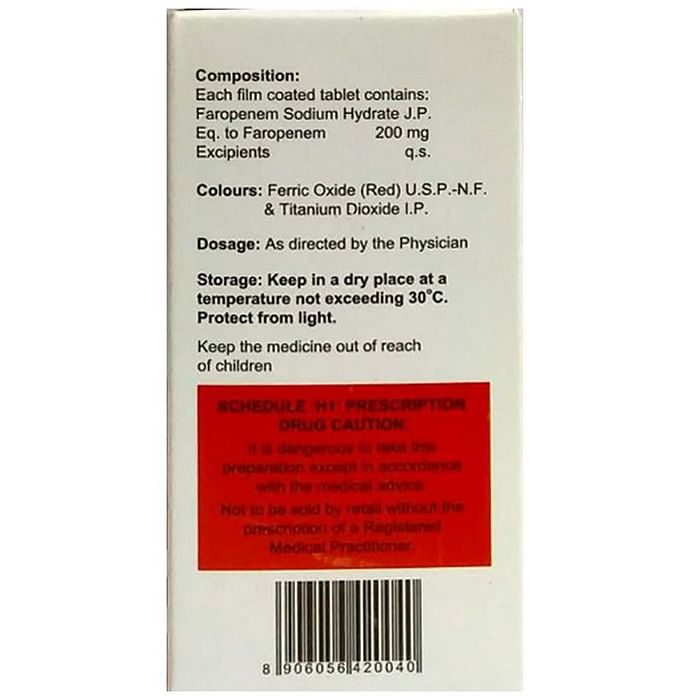 Composition:
Each film coated tablet contains:
Faropenem Sodium Hydrate J.P.
Eq. to Faropenem 200 mg
Excipients q.s.
Colours: Ferric Oxide (Red) U.S.P.-N.F.
& Titanium Dioxide I.P.
Dosage: As directed by the Physician
Storage: Keep in a dry place at a
temperature not exceeding 30°C.
Protect from light.
Keep the medicine out of reach
of children
SCHEDULE 'H1' PRESCRIPTION
DRUG CAUTION:
It is dangerous to take this
preparation except in accordance
with the medical advice.
Not to be sold by retail without the
prescription of a Registered
Medical Practitioner.
8 906056 420040